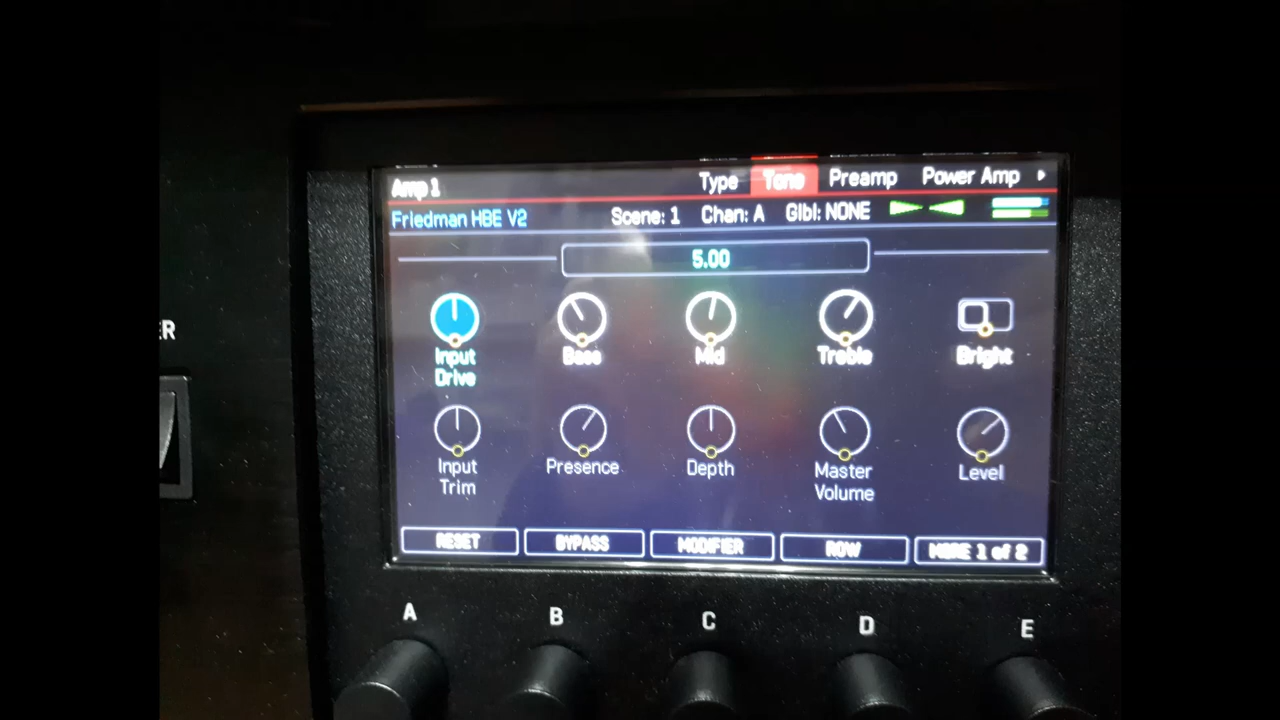 Amp 1
Type Tone Preamp Power Amp
Friedman HBE V2 Scene: 1 Chan: A Glbl: NONE
5.00
Input Drive Bass Mid Treble Bright
Input Trim Presence Depth Master Volume Level
RESET BYPASS MODIFIER ROW MORE 1 of 2
A B C D E
ER